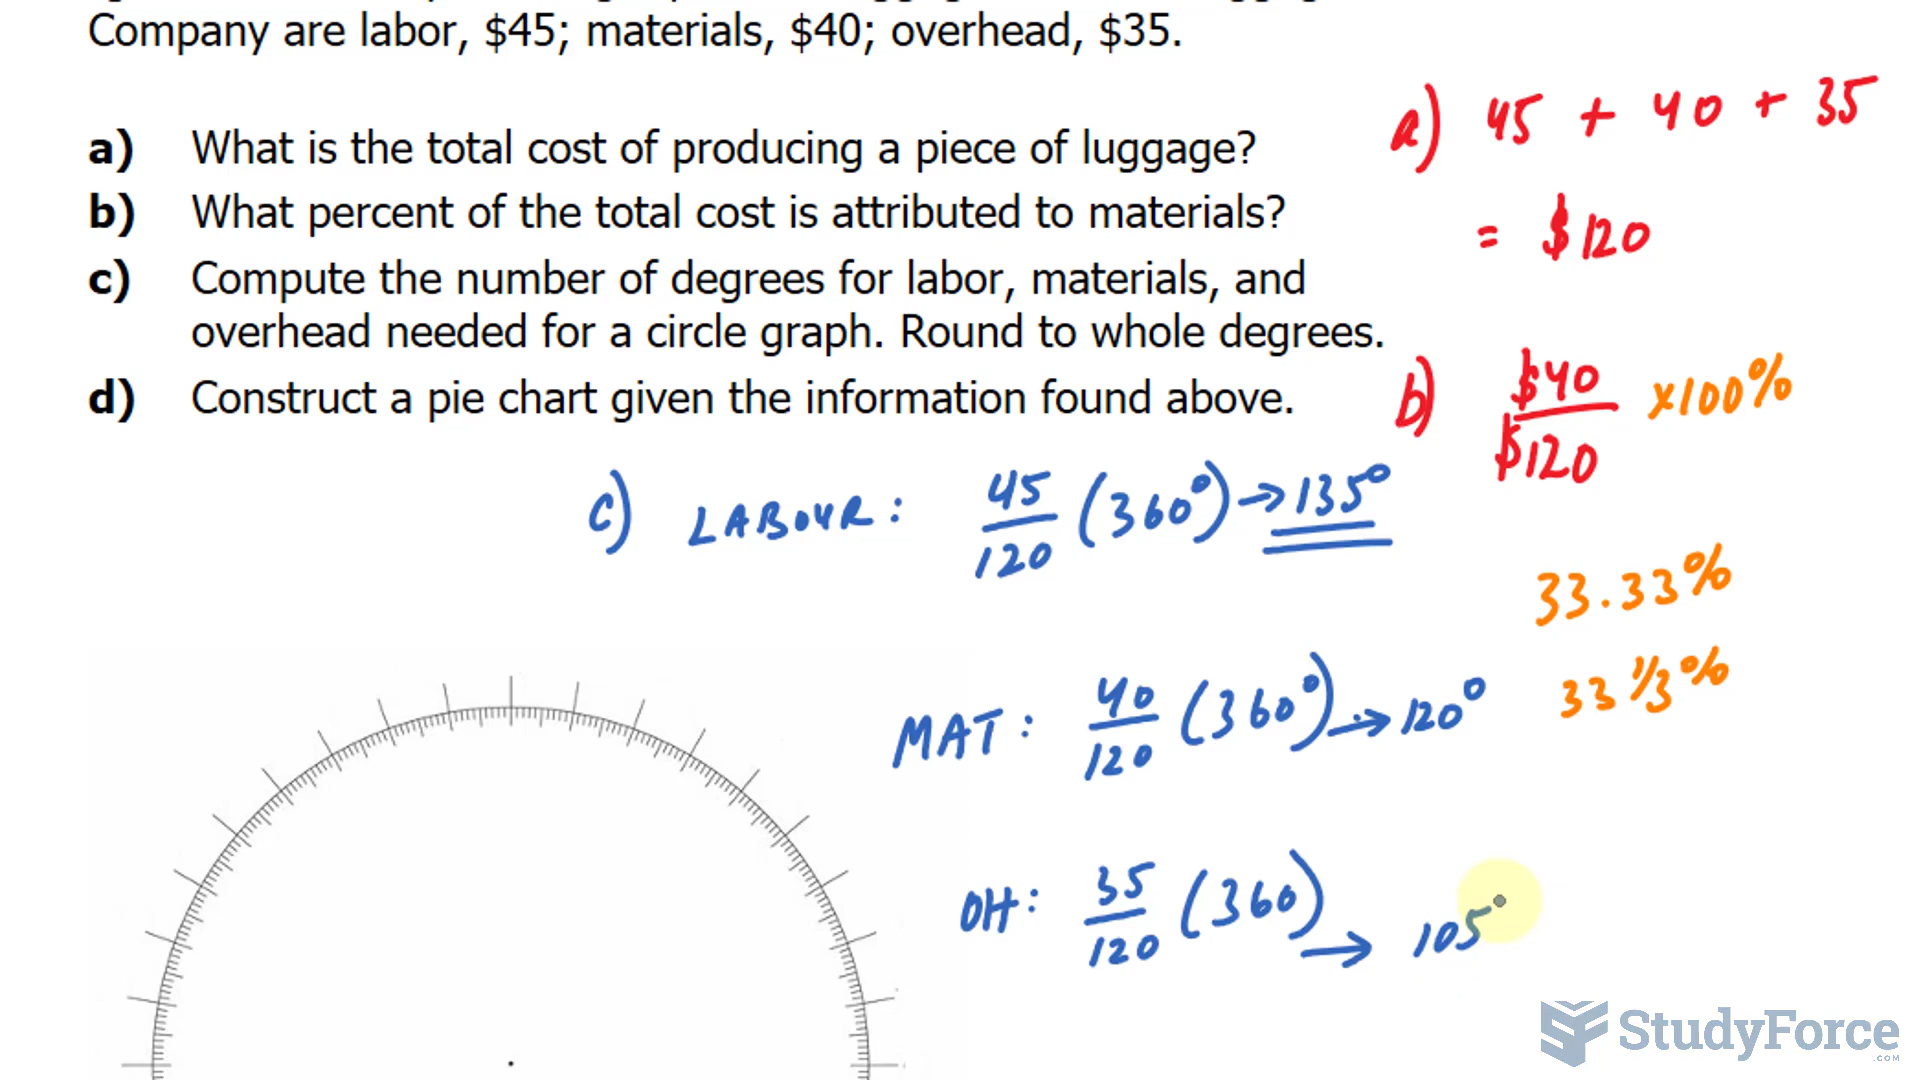 Company are labor, $45; materials, $40; overhead, $35.
a) What is the total cost of producing a piece of luggage?
b) What percent of the total cost is attributed to materials?
c) Compute the number of degrees for labor, materials, and
overhead needed for a circle graph. Round to whole degrees.
d) Construct a pie chart given the information found above.
a) 45 + 40 + 35
= $120
b) $40/$120 x100%
33.33%
33 1/3%
c) LABOUR: 45/120 (360°) → 135°
MAT: 40/120 (360°) → 120°
OH: 35/120 (360) → 105°
StudyForce
.COM